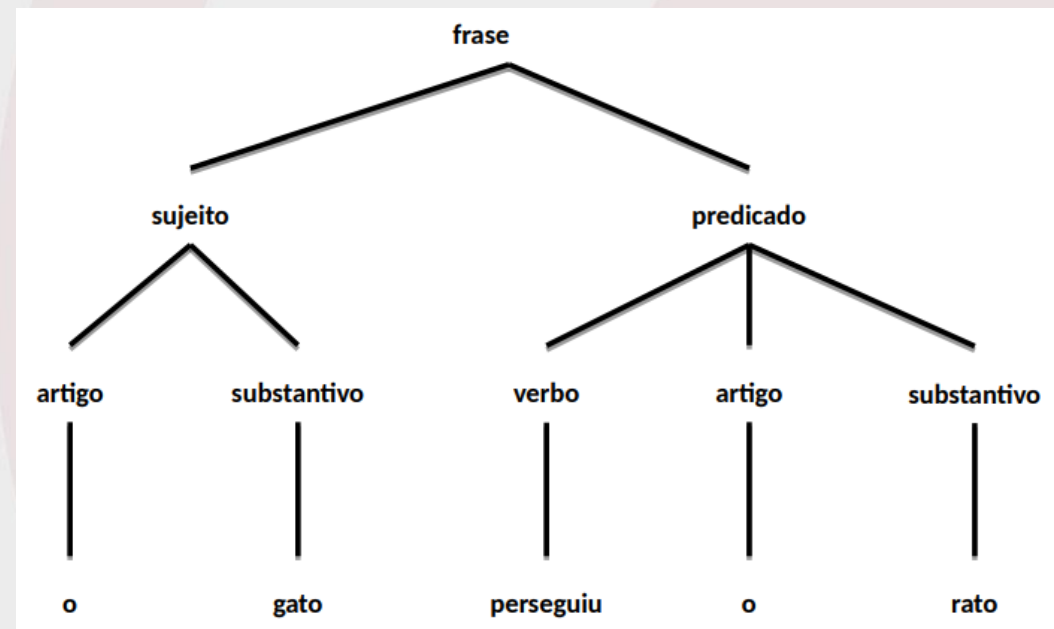 frase
sujeito predicado
artigo substantivo verbo artigo substantivo
o gato perseguiu o rato